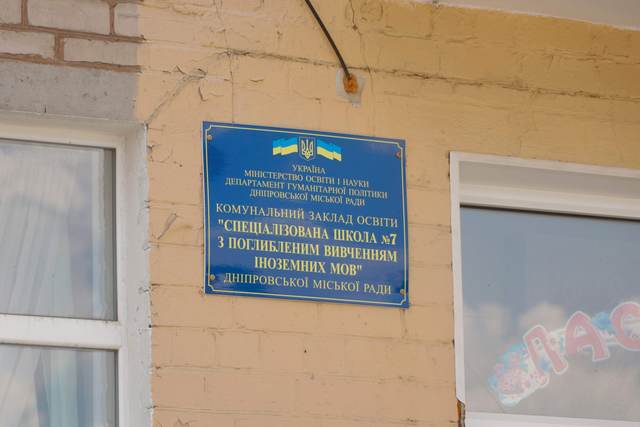 УКРАЇНА
МІНІСТЕРСТВО ОСВІТИ І НАУКИ
ДЕПАРТАМЕНТ ГУМАНІТАРНОЇ ПОЛІТИКИ
ДНІПРОВСЬКОЇ МІСЬКОЇ РАДИ
КОМУНАЛЬНИЙ ЗАКЛАД ОСВІТИ
"СПЕЦІАЛІЗОВАНА ШКОЛА №7
З ПОГЛИБЛЕНИМ ВИВЧЕННЯМ
ІНОЗЕМНИХ МОВ"
ДНІПРОВСЬКОЇ МІСЬКОЇ РАДИ
ЛАС